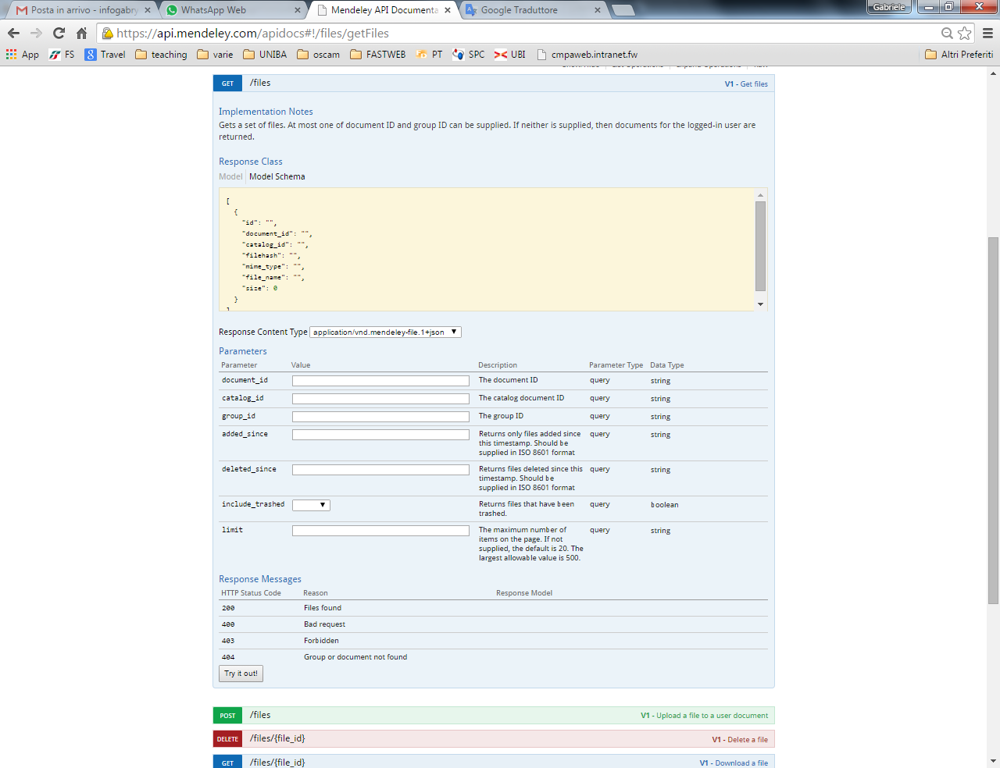 Posta in arrivo - infogabry
WhatsApp Web
Mendeley API Documenta
Google Traduttore
Gabriele
https://api.mendeley.com/apidocs#!/files/getFiles
App FS Travel teaching varie UNIBA oscam FASTWEB PT SPC UBI cmpaweb.intranet.fw Altri Preferiti
GET /files V1 - Get files
Implementation Notes
Gets a set of files. At most one of document ID and group ID can be supplied. If neither is supplied, then documents for the logged-in user are
returned.
Response Class
Model Model Schema
[
{
"id": "",
"document_id": "",
"catalog_id": "",
"filehash": "",
"mime_type": "",
"file_name": "",
"size": 0
}
]
Response Content Type application/vnd.mendeley-file.1+json
Parameters
Parameter Value Description Parameter Type Data Type
document_id The document ID query string
catalog_id The catalog document ID query string
group_id The group ID query string
added_since Returns only files added since query string
this timestamp. Should be
supplied in ISO 8601 format
deleted_since Returns files deleted since this query string
timestamp. Should be
supplied in ISO 8601 format
include_trashed Returns files that have been query boolean
trashed.
limit The maximum number of query string
items on the page. If not
supplied, the default is 20. The
largest allowable value is 500.
Response Messages
HTTP Status Code Reason Response Model
200 Files found
400 Bad request
403 Forbidden
404 Group or document not found
Try it out!
POST /files V1 - Upload a file to a user document
DELETE /files/{file_id} V1 - Delete a file
GET /files/{file_id} V1 - Download a file